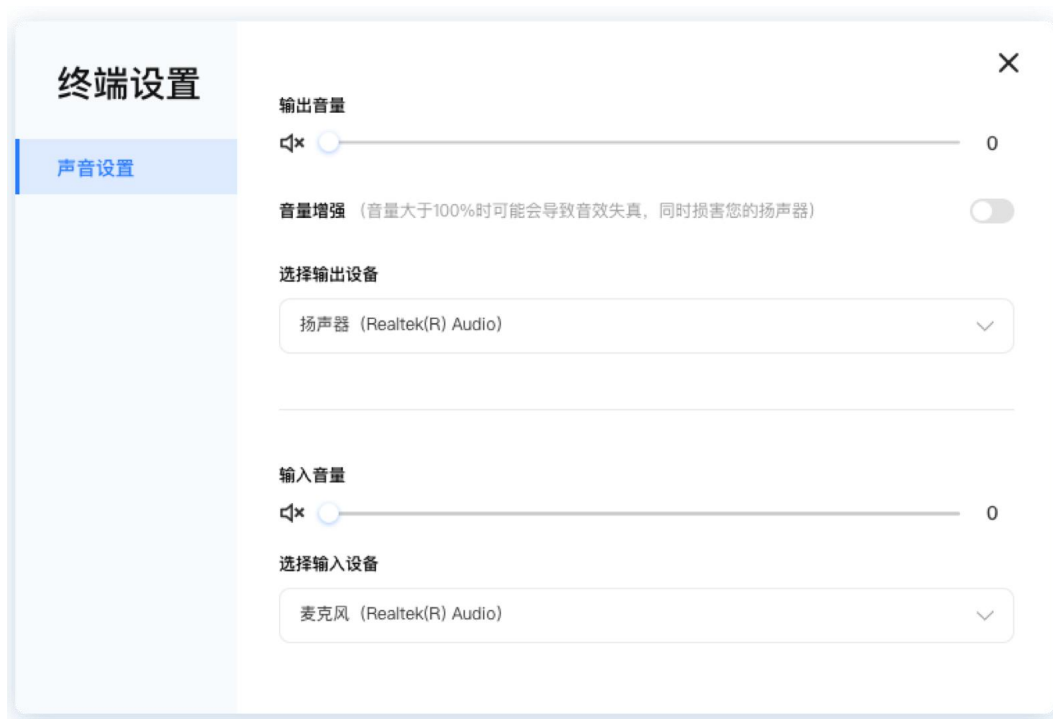 终端设置
声音设置
输出音量
0
音量增强（音量大于100%时可能会导致音效失真，同时损害您的扬声器）
选择输出设备
扬声器（Realtek(R) Audio）
输入音量
0
选择输入设备
麦克风（Realtek(R) Audio）